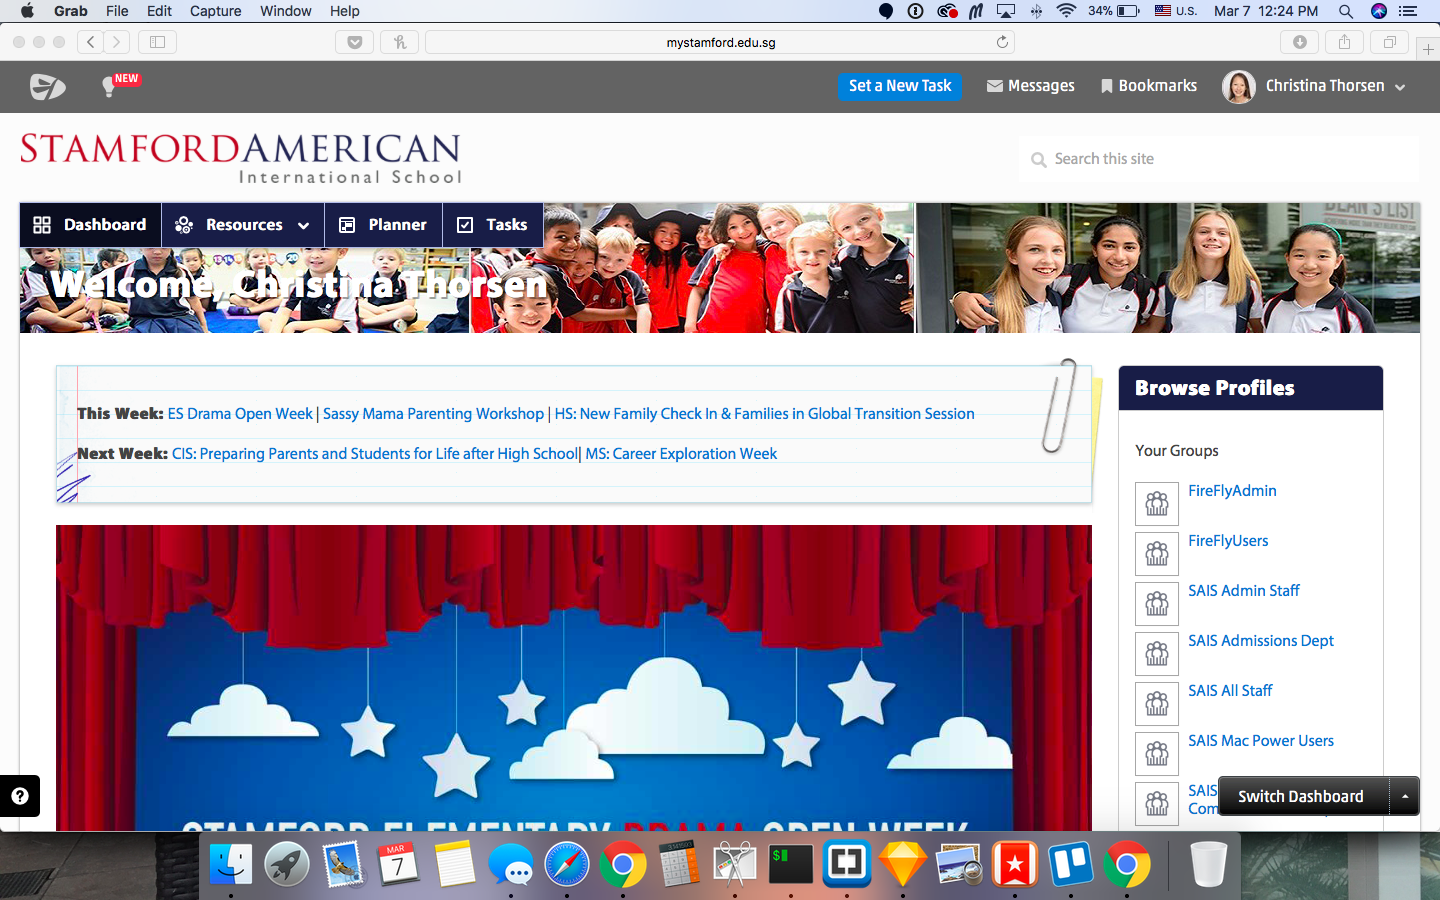 Grab File Edit Capture Window Help 34% U.S. Mar 7 12:24 PM
mystamford.edu.sg
NEW Set a New Task Messages Bookmarks Christina Thorsen
STAMFORDAMERICAN
International School
Search this site
Dashboard Resources Planner Tasks
DEAN'S LIST
Welcome, Christina Thorsen
This Week: ES Drama Open Week | Sassy Mama Parenting Workshop | HS: New Family Check In & Families in Global Transition Session
Next Week: CIS: Preparing Parents and Students for Life after High School| MS: Career Exploration Week
Browse Profiles
Your Groups
FireFlyAdmin
FireFlyUsers
SAIS Admin Staff
SAIS Admissions Dept
SAIS All Staff
SAIS Mac Power Users
SAIS
Com
Switch Dashboard
STAMFORD ELEMENTARY DRAMA OPEN WEEK
MAR
7